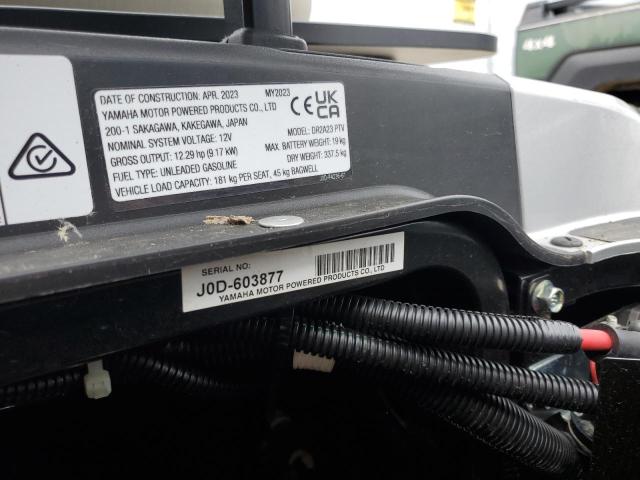 4x4
DATE OF CONSTRUCTION: APR. 2023 MY2023
YAMAHA MOTOR POWERED PRODUCTS CO., LTD
200-1 SAKAGAWA, KAKEGAWA, JAPAN
NOMINAL SYSTEM VOLTAGE: 12V MODEL: DR2A23 PTV
GROSS OUTPUT: 12.29 hp (9.17 kW) MAX. BATTERY WEIGHT: 19 kg
FUEL TYPE: UNLEADED GASOLINE DRY WEIGHT: 337.5 kg
VEHICLE LOAD CAPACITY: 181 kg PER SEAT, 45 kg BAGWELL
CE UK CA
SERIAL NO:
J0D-603877
YAMAHA MOTOR POWERED PRODUCTS CO., LTD